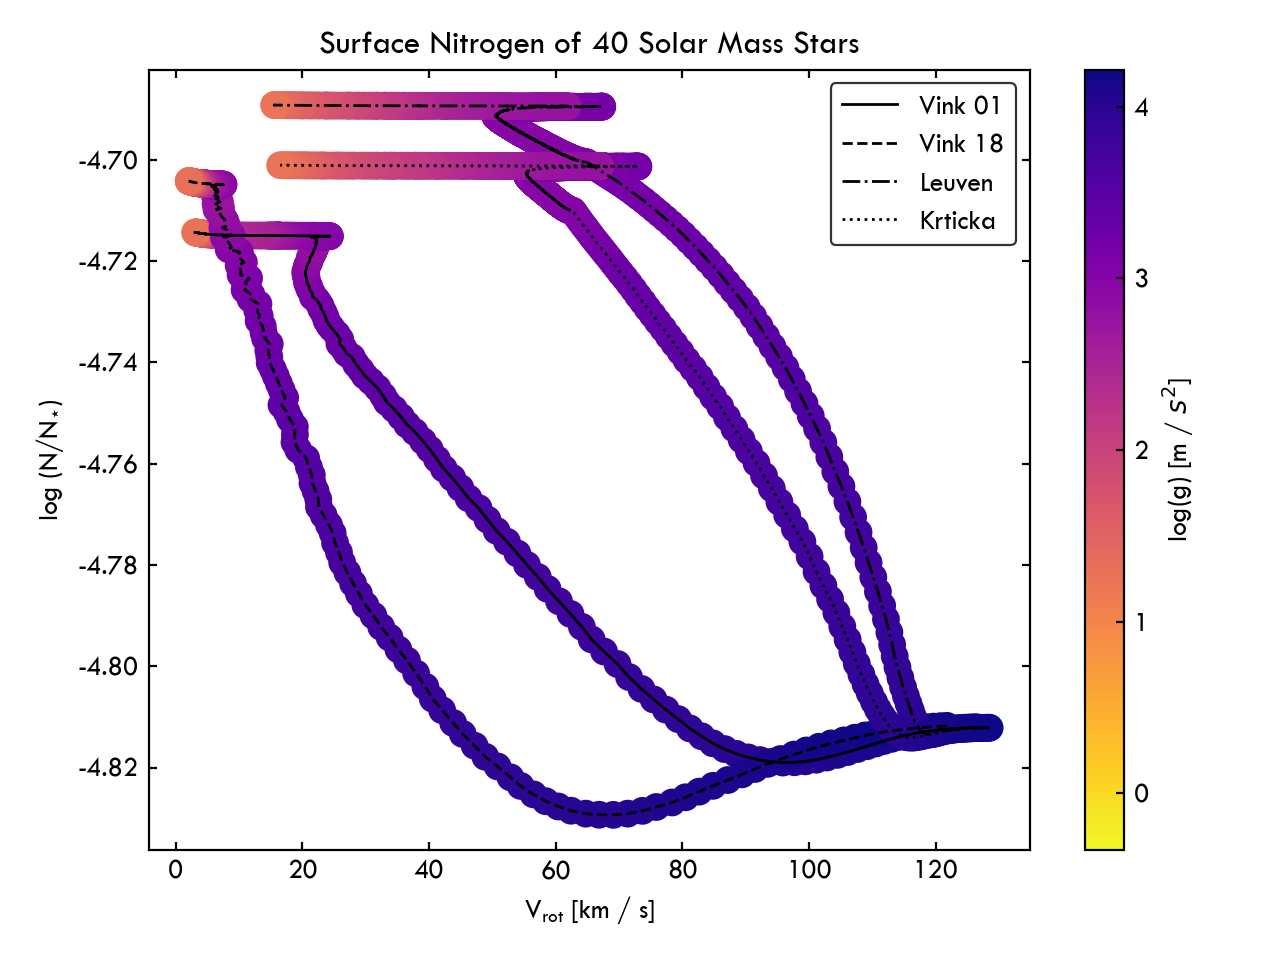 Surface Nitrogen of 40 Solar Mass Stars
Vink 01
Vink 18
Leuven
Krticka
-4.70
-4.72
-4.74
-4.76
-4.78
-4.80
-4.82
log (N/N⋆)
0
20
40
60
80
100
120
V_rot [km / s]
4
3
2
1
0
log(g) [m / s²]